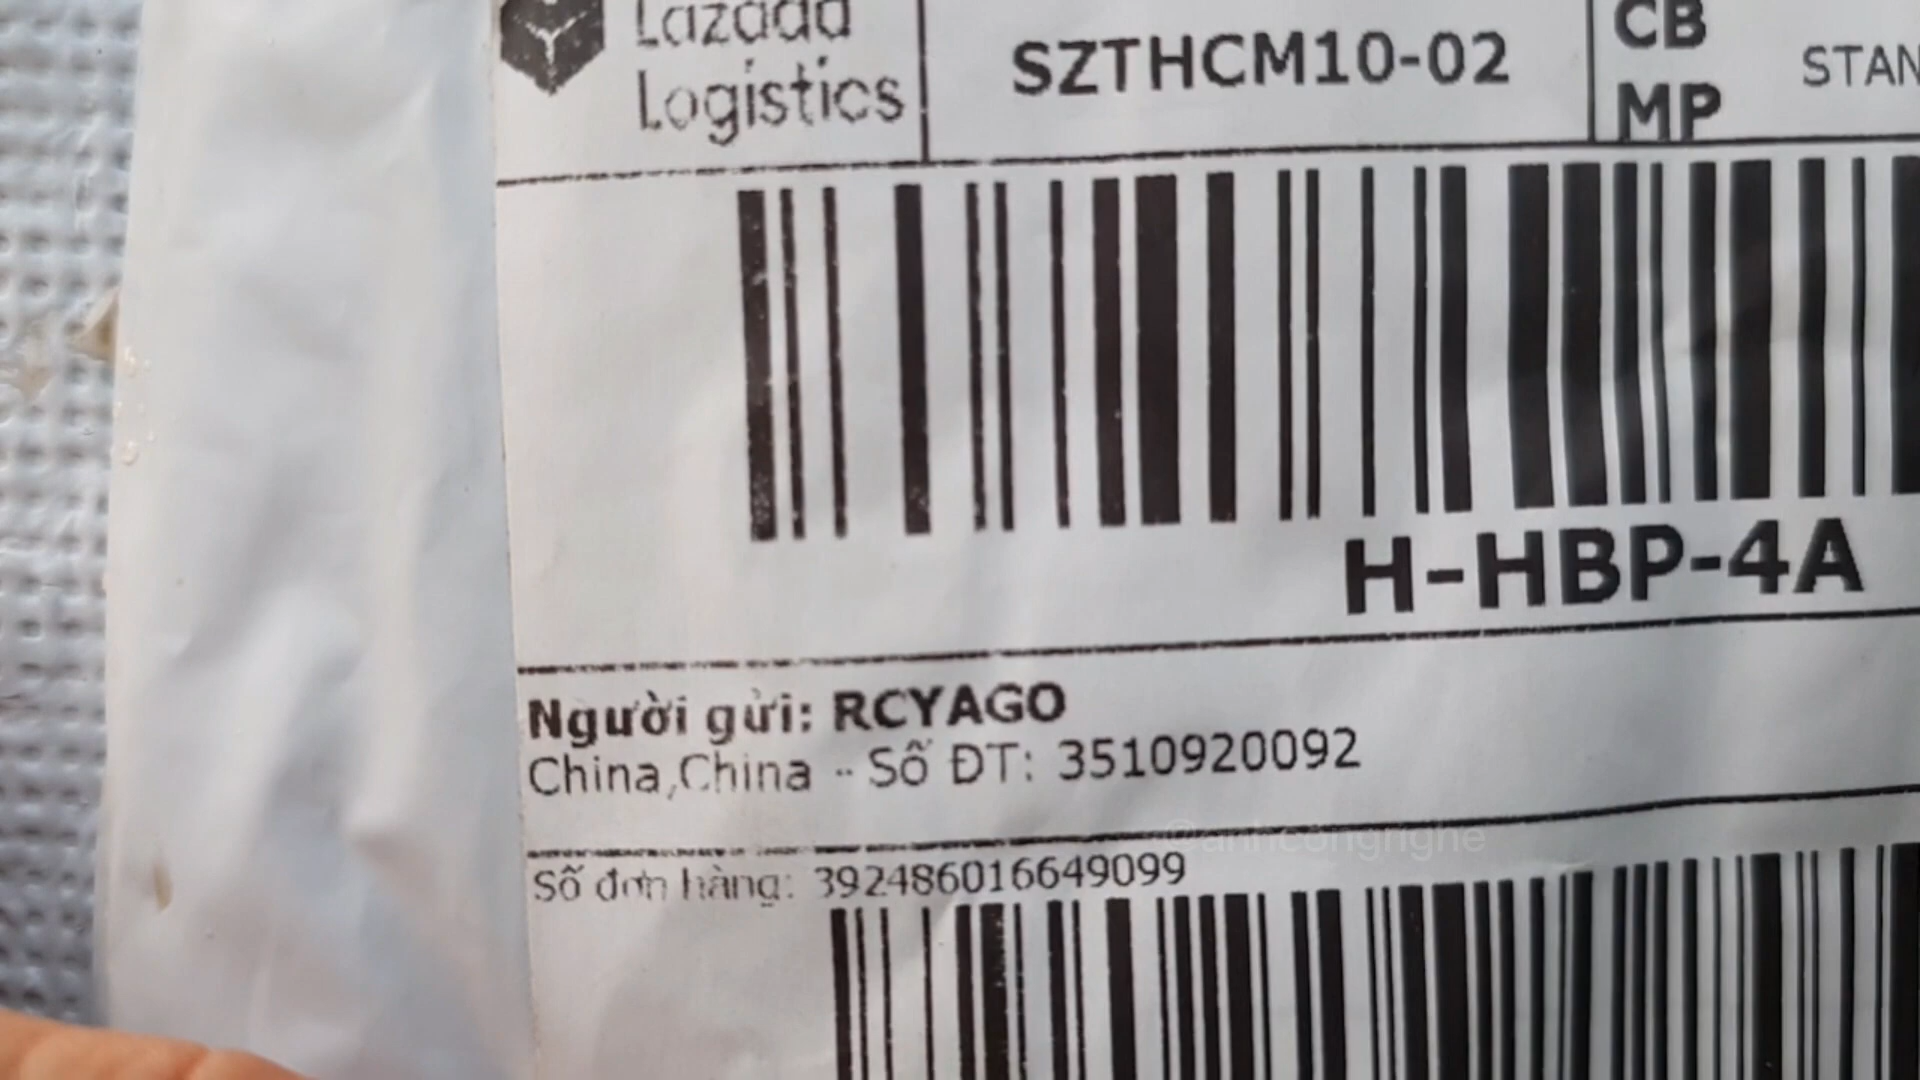 Lazada
Logistics
SZTHCM10-02
CB
MP
STAN
H-HBP-4A
Người gửi: RCYAGO
China,China -- Số ĐT: 3510920092
@anhcongnghe
Số đơn hàng: 392486016649099